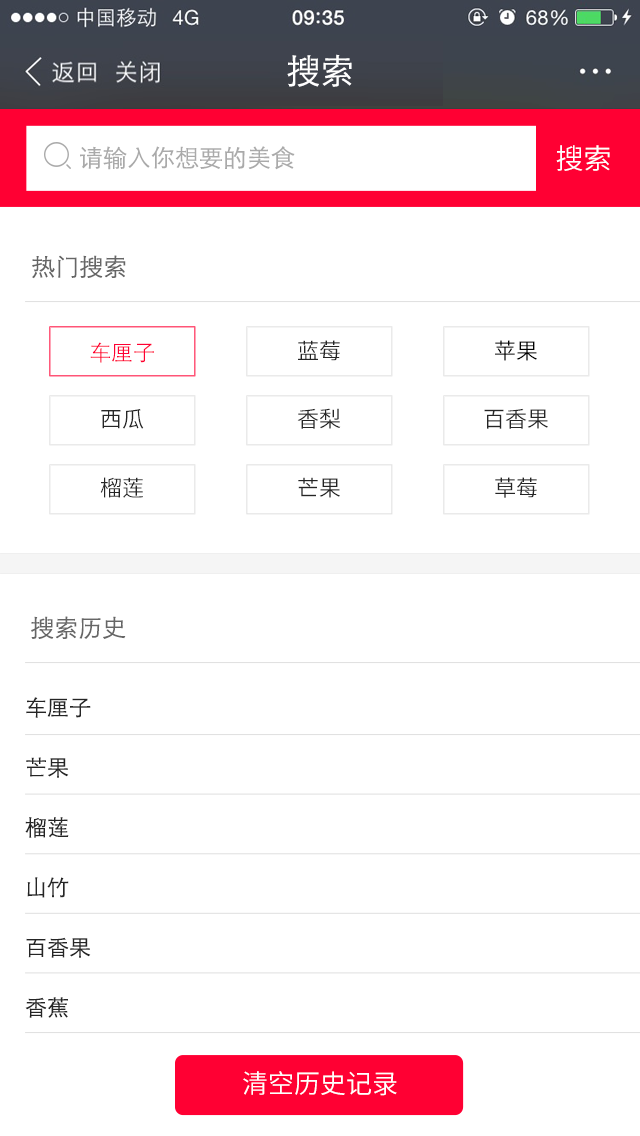 中国移动 4G 09:35 68%
返回 关闭 搜索
请输入你想要的美食 搜索
热门搜索
车厘子 蓝莓 苹果
西瓜 香梨 百香果
榴莲 芒果 草莓
搜索历史
车厘子
芒果
榴莲
山竹
百香果
香蕉
清空历史记录